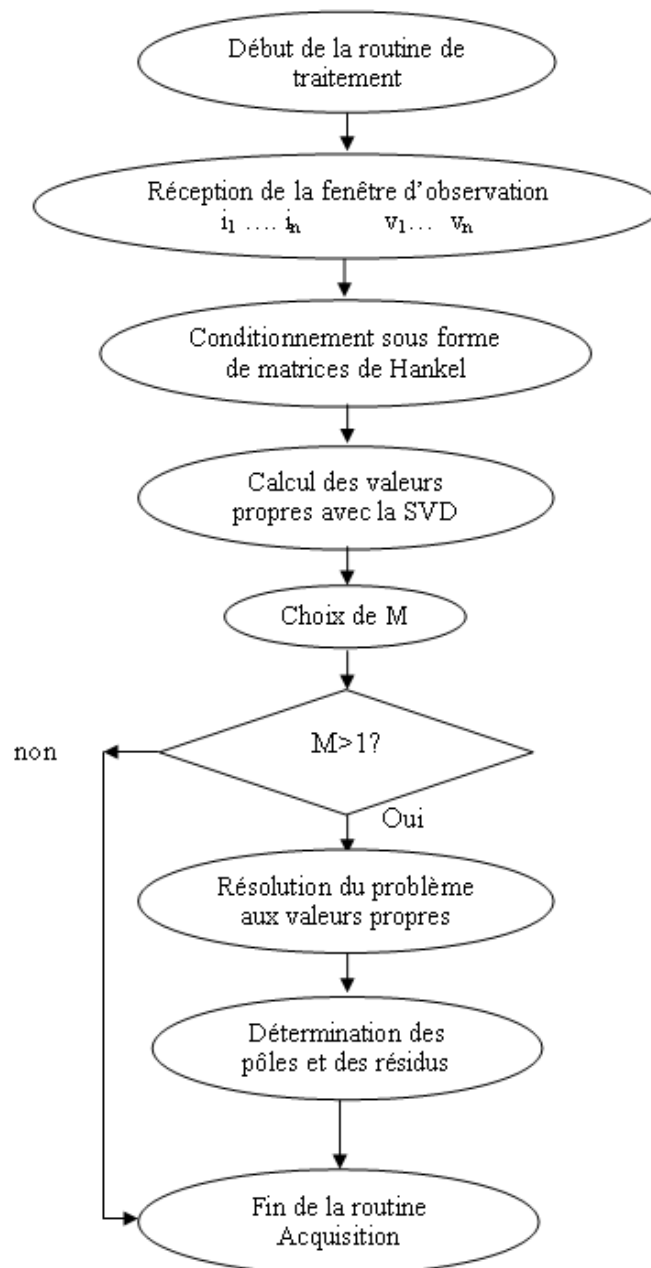 Début de la routine de
traitement
Réception de la fenêtre d'observation
i1 .... in v1... vn
Conditionnement sous forme
de matrices de Hankel
Calcul des valeurs
propres avec la SVD
Choix de M
M>1?
non
Oui
Résolution du problème
aux valeurs propres
Détermination des
pôles et des résidus
Fin de la routine
Acquisition